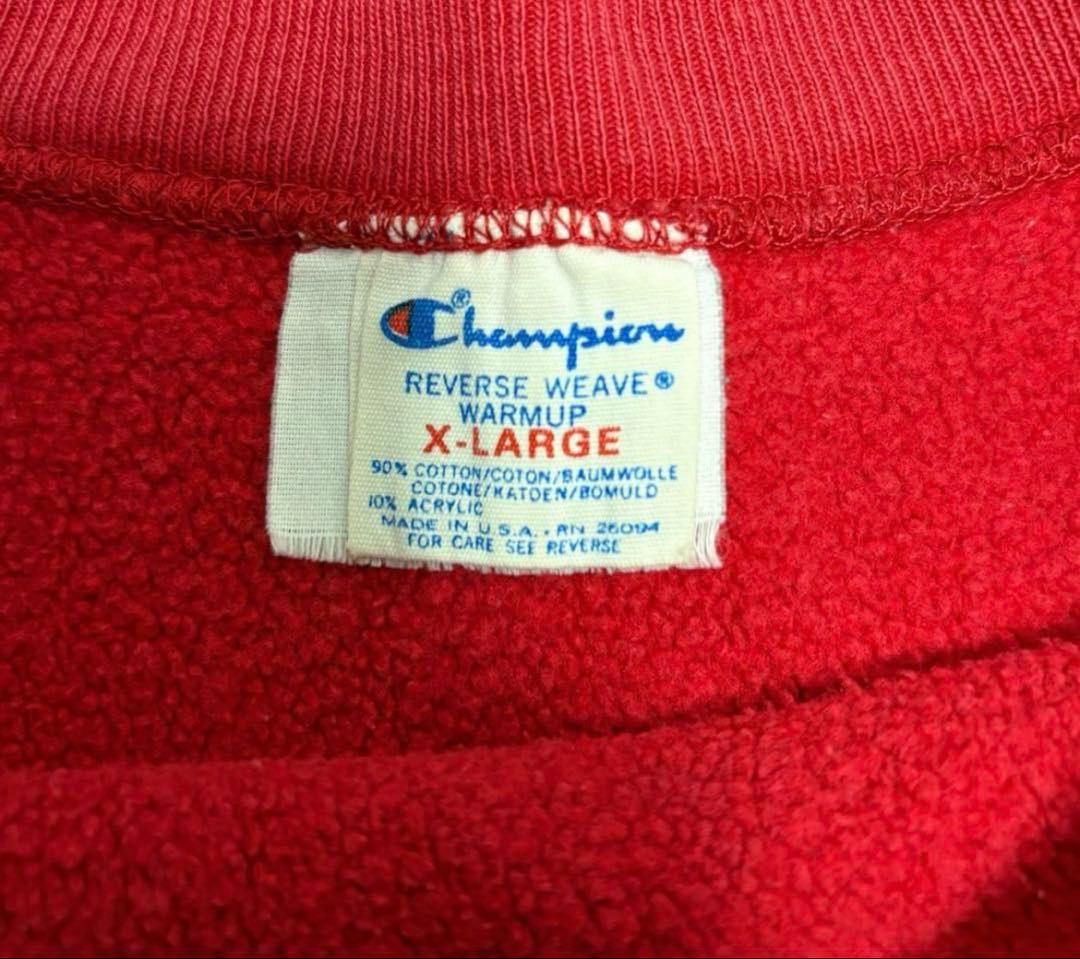 Champion®
REVERSE WEAVE®
WARMUP
X-LARGE
90% COTTON/COTON/BAUMWOLLE
COTONE/KATOEN/BOMULD
10% ACRYLIC
MADE IN U.S.A. • RN 26094
FOR CARE SEE REVERSE